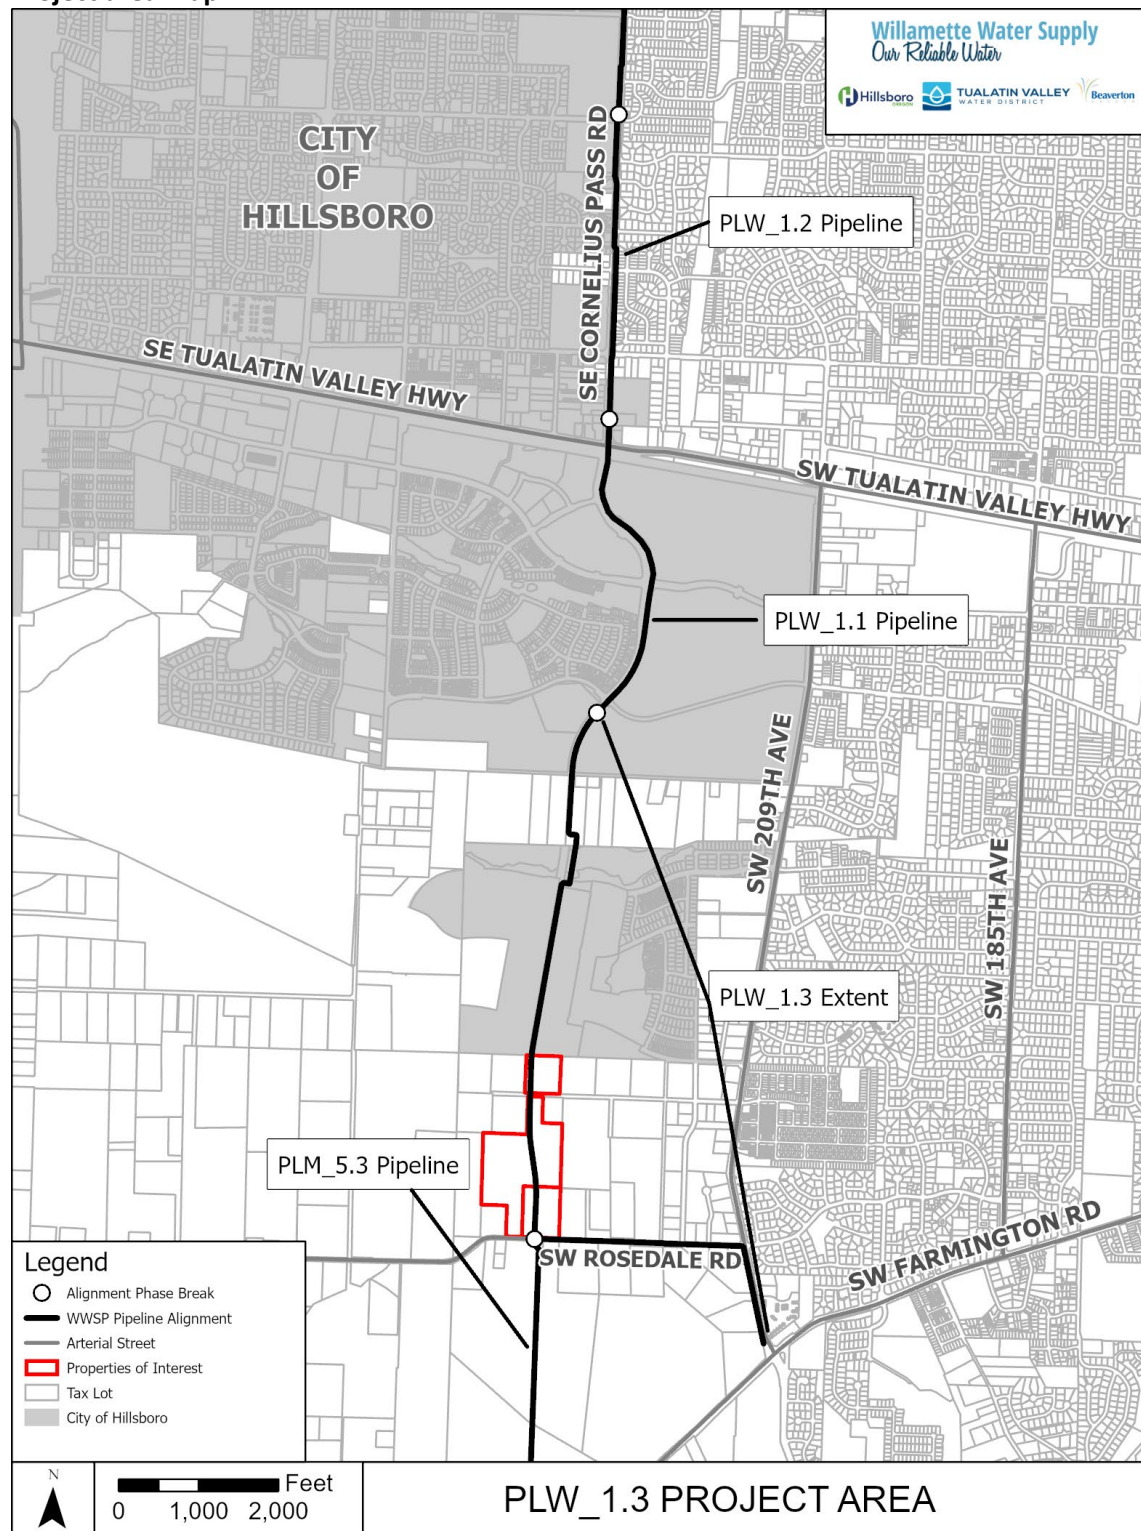 Willamette Water Supply
Our Reliable Water
Hillsboro
OREGON
TUALATIN VALLEY
WATER DISTRICT
Beaverton
CITY
OF
HILLSBORO
SE CORNELIUS PASS RD
PLW_1.2 Pipeline
SE TUALATIN VALLEY HWY
SW TUALATIN VALLEY HWY
PLW_1.1 Pipeline
SW 209TH AVE
SW 185TH AVE
PLW_1.3 Extent
PLM_5.3 Pipeline
SW ROSEDALE RD
SW FARMINGTON RD
Legend
Alignment Phase Break
WWSP Pipeline Alignment
Arterial Street
Properties of Interest
Tax Lot
City of Hillsboro
N
Feet
0 1,000 2,000
PLW_1.3 PROJECT AREA